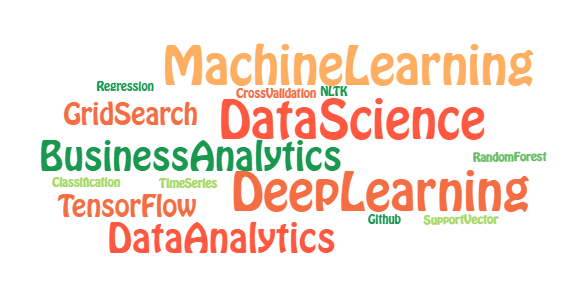 MachineLearning
Regression
CrossValidation NLTK
GridSearch
DataScience
BusinessAnalytics
RandomForest
Classification TimeSeries
DeepLearning
TensorFlow
Github SupportVector
DataAnalytics